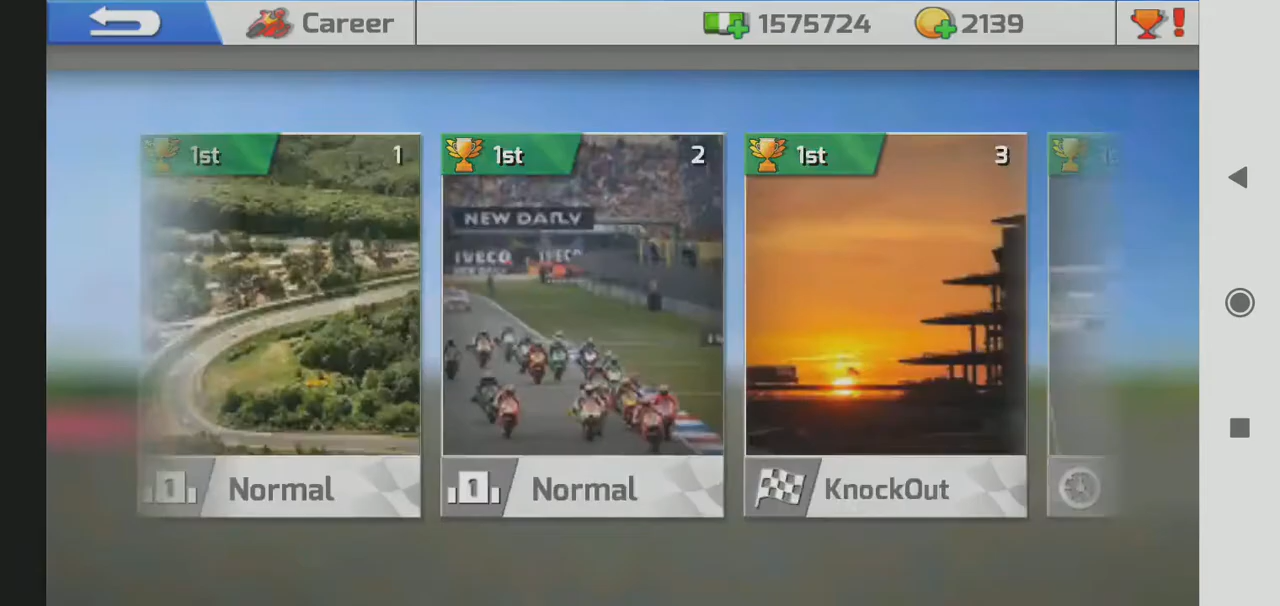 Career
1575724
2139
1st
1
1st
2
1st
3
NEW DAILY
IVECO
Normal
1
Normal
1
KnockOut